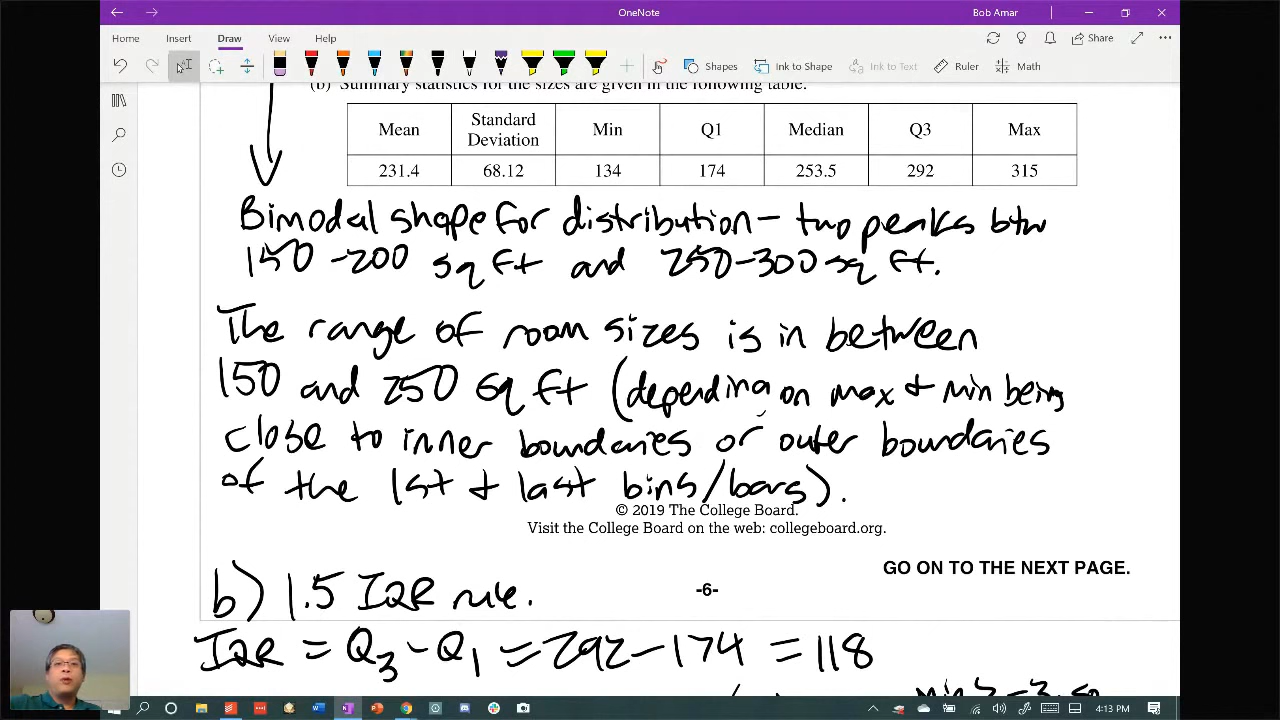 OneNote
Bob Amar
Home Insert Draw View Help
Share
Shapes Ink to Shape Ink to Text Ruler Math
(b) Summary statistics for the sizes are given in the following table.
Mean Standard Deviation Min Q1 Median Q3 Max
231.4 68.12 134 174 253.5 292 315
Bimodal shape for distribution - two peaks btw
150-200 sq ft and 250-300 sq ft.
The range of room sizes is in between
150 and 250 sq ft (depending on max + min being
close to inner boundaries or outer boundaries
of the 1st + last bins/bars).
© 2019 The College Board.
Visit the College Board on the web: collegeboard.org.
GO ON TO THE NEXT PAGE.
b) 1.5 IQR rule.
-6-
IQR = Q3 - Q1 = 292 - 174 = 118
4:13 PM